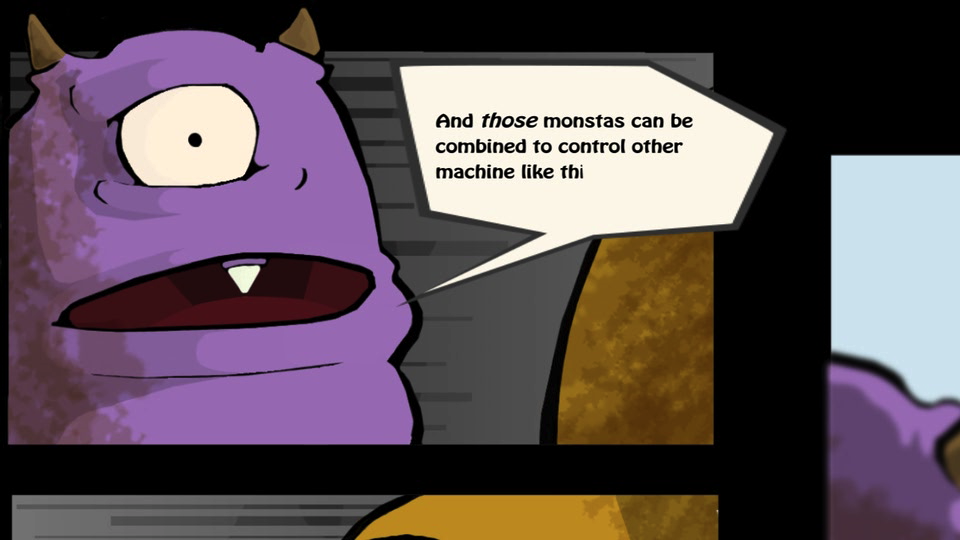 And those monstas can be
combined to control other
machine like thi